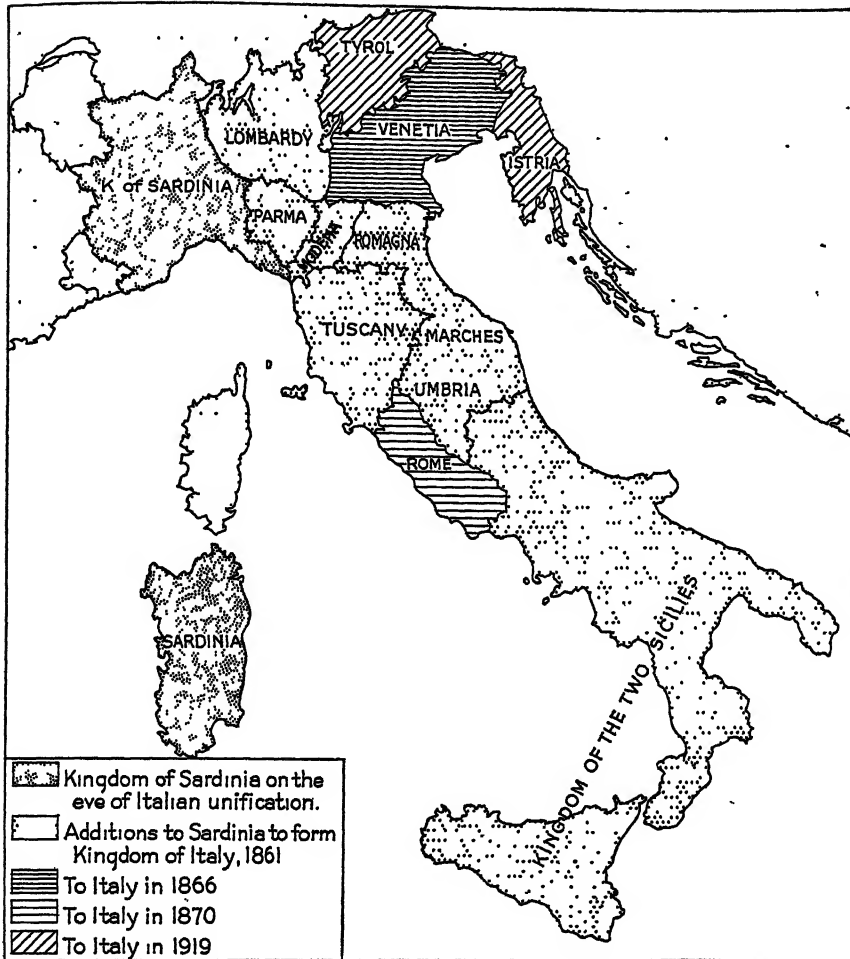 TYROL
LOMBARDY
VENETIA
ISTRIA
K of SARDINIA
PARMA
MODENA
ROMAGNA
TUSCANY
MARCHES
UMBRIA
ROME
SARDINIA
KINGDOM OF THE TWO SICILIES
Kingdom of Sardinia on the
eve of Italian unification.
Additions to Sardinia to form
Kingdom of Italy, 1861
To Italy in 1866
To Italy in 1870
To Italy in 1919